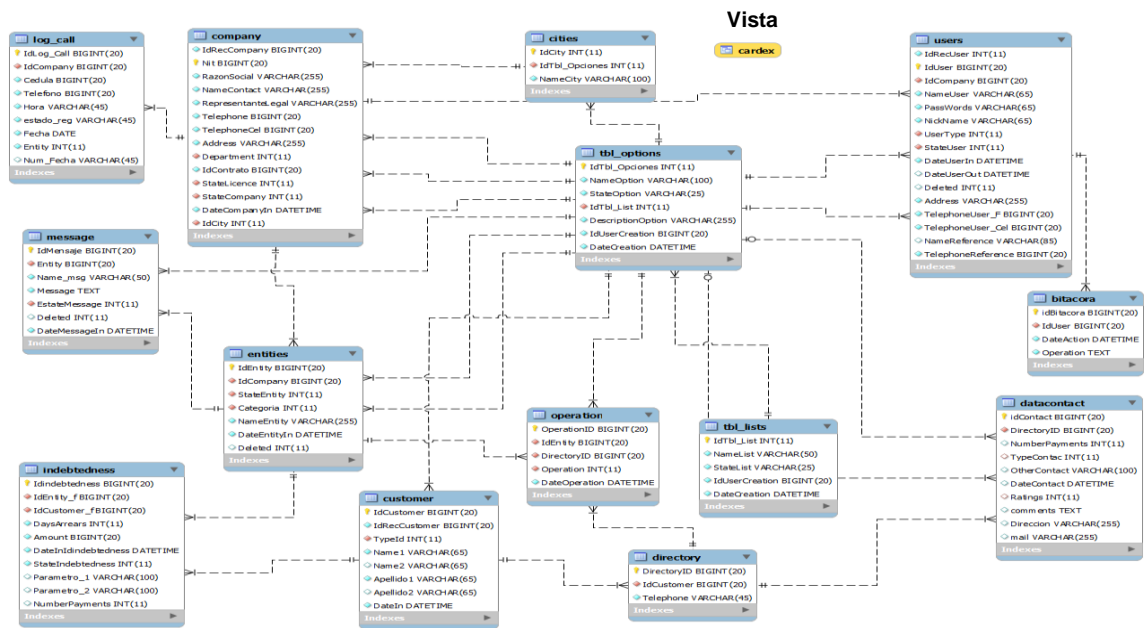 Vista
cardex
log_call
IdLog_Call BIGINT(20)
IdCompany BIGINT(20)
Cedula BIGINT(20)
Telefono BIGINT(20)
Hora VARCHAR(45)
estado_reg VARCHAR(45)
Fecha DATE
Entity INT(11)
Num_Fecha VARCHAR(45)
Indexes
company
IdRecCompany BIGINT(20)
Nit BIGINT(20)
RazonSocial VARCHAR(255)
NameContact VARCHAR(255)
RepresentanteLegal VARCHAR(255)
Telephone BIGINT(20)
TelephoneCel BIGINT(20)
Address VARCHAR(255)
Department INT(11)
IdContrato BIGINT(20)
StateLicence INT(11)
StateCompany INT(11)
DateCompanyIn DATETIME
IdCity INT(11)
Indexes
cities
IdCity INT(11)
IdTbl_Opciones INT(11)
NameCity VARCHAR(100)
Indexes
users
IdRecUser INT(11)
IdUser BIGINT(20)
IdCompany BIGINT(20)
NameUser VARCHAR(65)
PassWords VARCHAR(65)
NickName VARCHAR(65)
UserType INT(11)
StateUser INT(11)
DateUserIn DATETIME
DateUserOut DATETIME
Deleted INT(11)
Address VARCHAR(255)
TelephoneUser_F BIGINT(20)
TelephoneUser_Cel BIGINT(20)
NameReference VARCHAR(85)
TelephoneReference BIGINT(20)
Indexes
tbl_options
IdTbl_Opciones INT(11)
NameOption VARCHAR(100)
StateOption VARCHAR(25)
IdTbl_List INT(11)
DescriptionOption VARCHAR(255)
IdUserCreation BIGINT(20)
DateCreation DATETIME
Indexes
message
IdMensaje BIGINT(20)
Entity BIGINT(20)
Name_msg VARCHAR(50)
Message TEXT
EstateMessage INT(11)
Deleted INT(11)
DateMessageIn DATETIME
Indexes
bitacora
idBitacora BIGINT(20)
IdUser BIGINT(20)
DateAction DATETIME
Operation TEXT
Indexes
entities
IdEntity BIGINT(20)
IdCompany BIGINT(20)
StateEntity INT(11)
Categoria INT(11)
NameEntity VARCHAR(255)
DateEntityIn DATETIME
Deleted INT(11)
Indexes
operation
OperationID BIGINT(20)
IdEntity BIGINT(20)
DirectoryID BIGINT(20)
Operation INT(11)
DateOperation DATETIME
Indexes
tbl_lists
IdTbl_List INT(11)
NameList VARCHAR(50)
StateList VARCHAR(25)
IdUserCreation BIGINT(20)
DateCreation DATETIME
Indexes
datacontact
idContact BIGINT(20)
DirectoryID BIGINT(20)
NumberPayments INT(11)
TypeContac INT(11)
OtherContact VARCHAR(100)
DateContact DATETIME
Ratings INT(11)
comments TEXT
Direccion VARCHAR(255)
mail VARCHAR(255)
Indexes
indebtedness
Idindebtedness BIGINT(20)
IdEntity_f BIGINT(20)
IdCustomer_f BIGINT(20)
DaysArrears INT(11)
Amount BIGINT(20)
DateInIdindebtedness DATETIME
StateIndebtedness INT(11)
Parametro_1 VARCHAR(100)
Parametro_2 VARCHAR(100)
NumberPayments INT(11)
Indexes
customer
IdCustomer BIGINT(20)
IdRecCustomer BIGINT(20)
TypeId INT(11)
Name1 VARCHAR(65)
Name2 VARCHAR(65)
Apellido1 VARCHAR(65)
Apellido2 VARCHAR(65)
DateIn DATETIME
Indexes
directory
DirectoryID BIGINT(20)
IdCustomer BIGINT(20)
Telephone VARCHAR(45)
Indexes